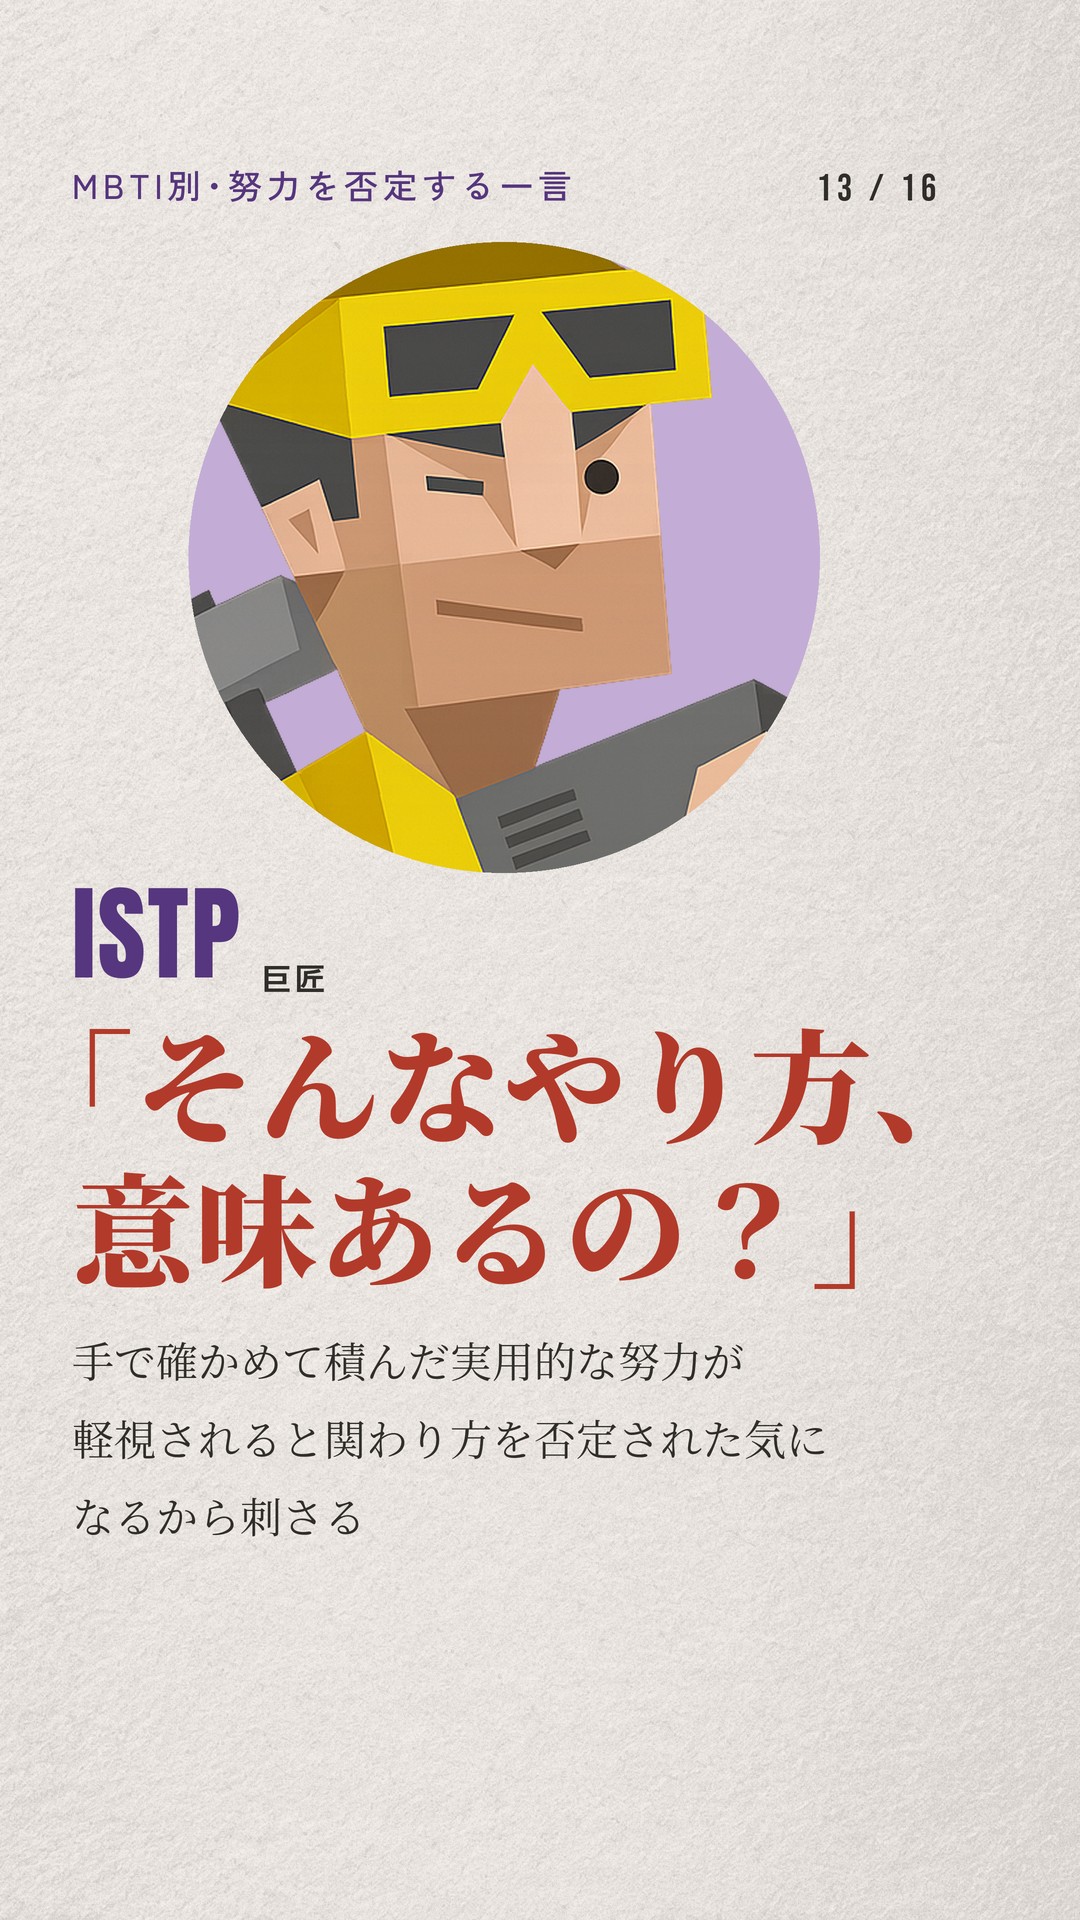 MBTI別・努力を否定する一言
13 / 16
ISTP 巨匠
「そんなやり方、
意味あるの？」
手で確かめて積んだ実用的な努力が
軽視されると関わり方を否定された気に
なるから刺さる